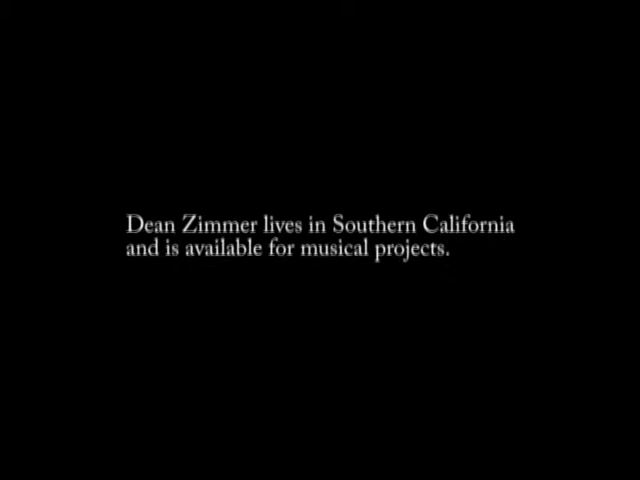 Dean Zimmer lives in Southern California
and is available for musical projects.